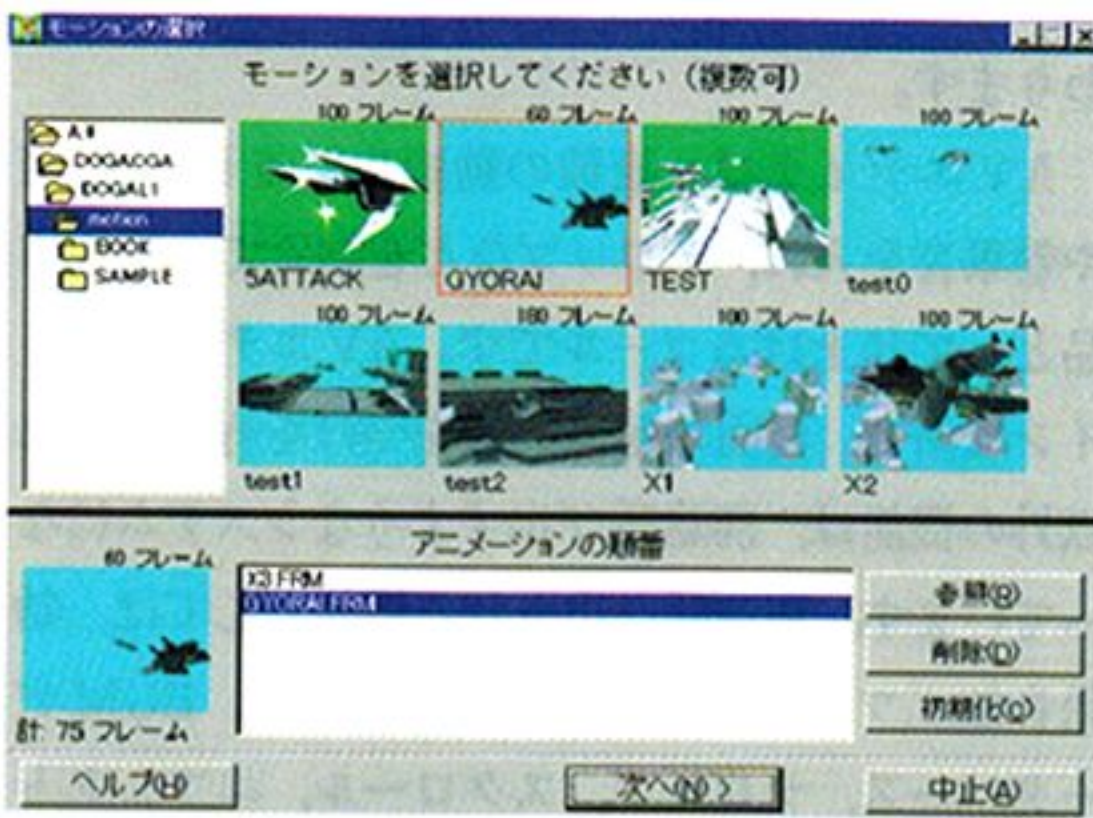 モーションの選択
モーションを選択してください（複数可）
A:¥
DOGACGA
DOGAL1
motion
BOOK
SAMPLE
100 フレーム
60 フレーム
100 フレーム
100 フレーム
5ATTACK
GYORAI
TEST
test0
100 フレーム
180 フレーム
100 フレーム
100 フレーム
test1
test2
X1
X2
アニメーションの順番
60 フレーム
計: 75 フレーム
X3.FRM
GYORAI.FRM
参照(R)
削除(D)
初期化(C)
ヘルプ(H)
次へ(N) >
中止(A)